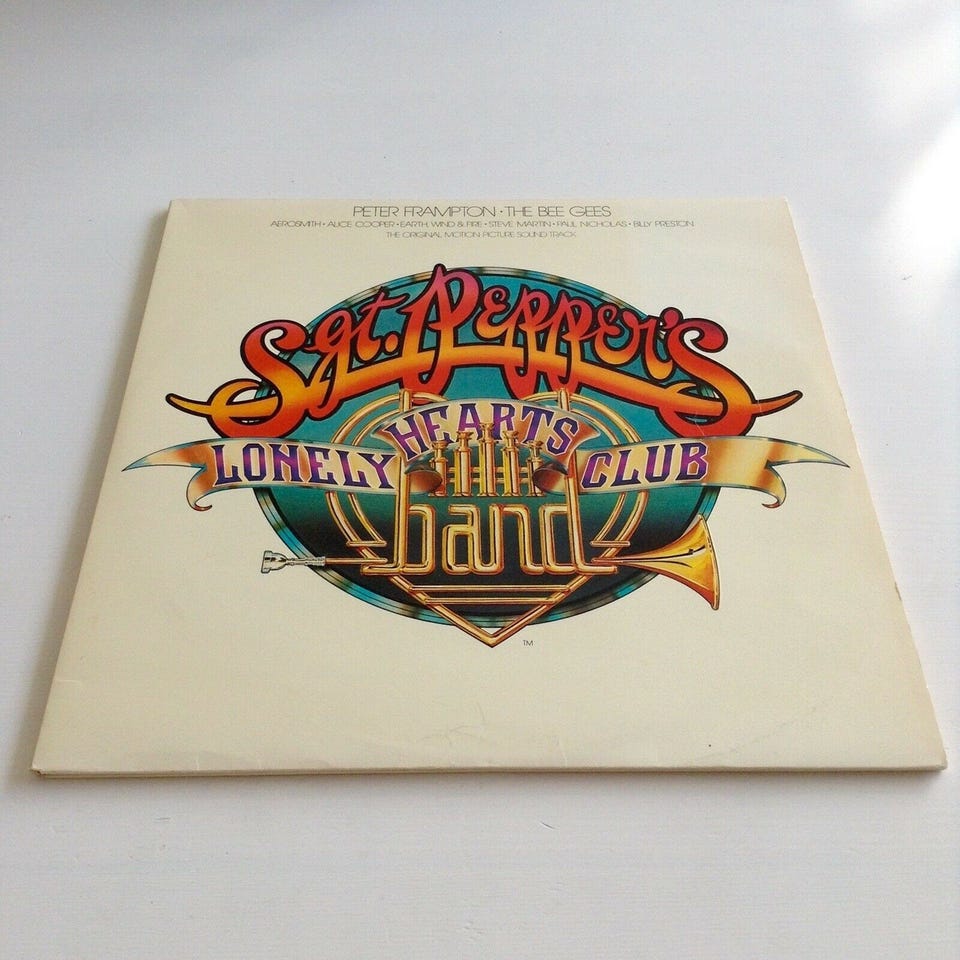 PETER FRAMPTON • THE BEE GEES
AEROSMITH • ALICE COOPER • EARTH, WIND & FIRE • STEVE MARTIN • PAUL NICHOLAS • BILLY PRESTON
THE ORIGINAL MOTION PICTURE SOUND TRACK
Sgt. Pepper's
LONELY HEARTS CLUB
band
TM